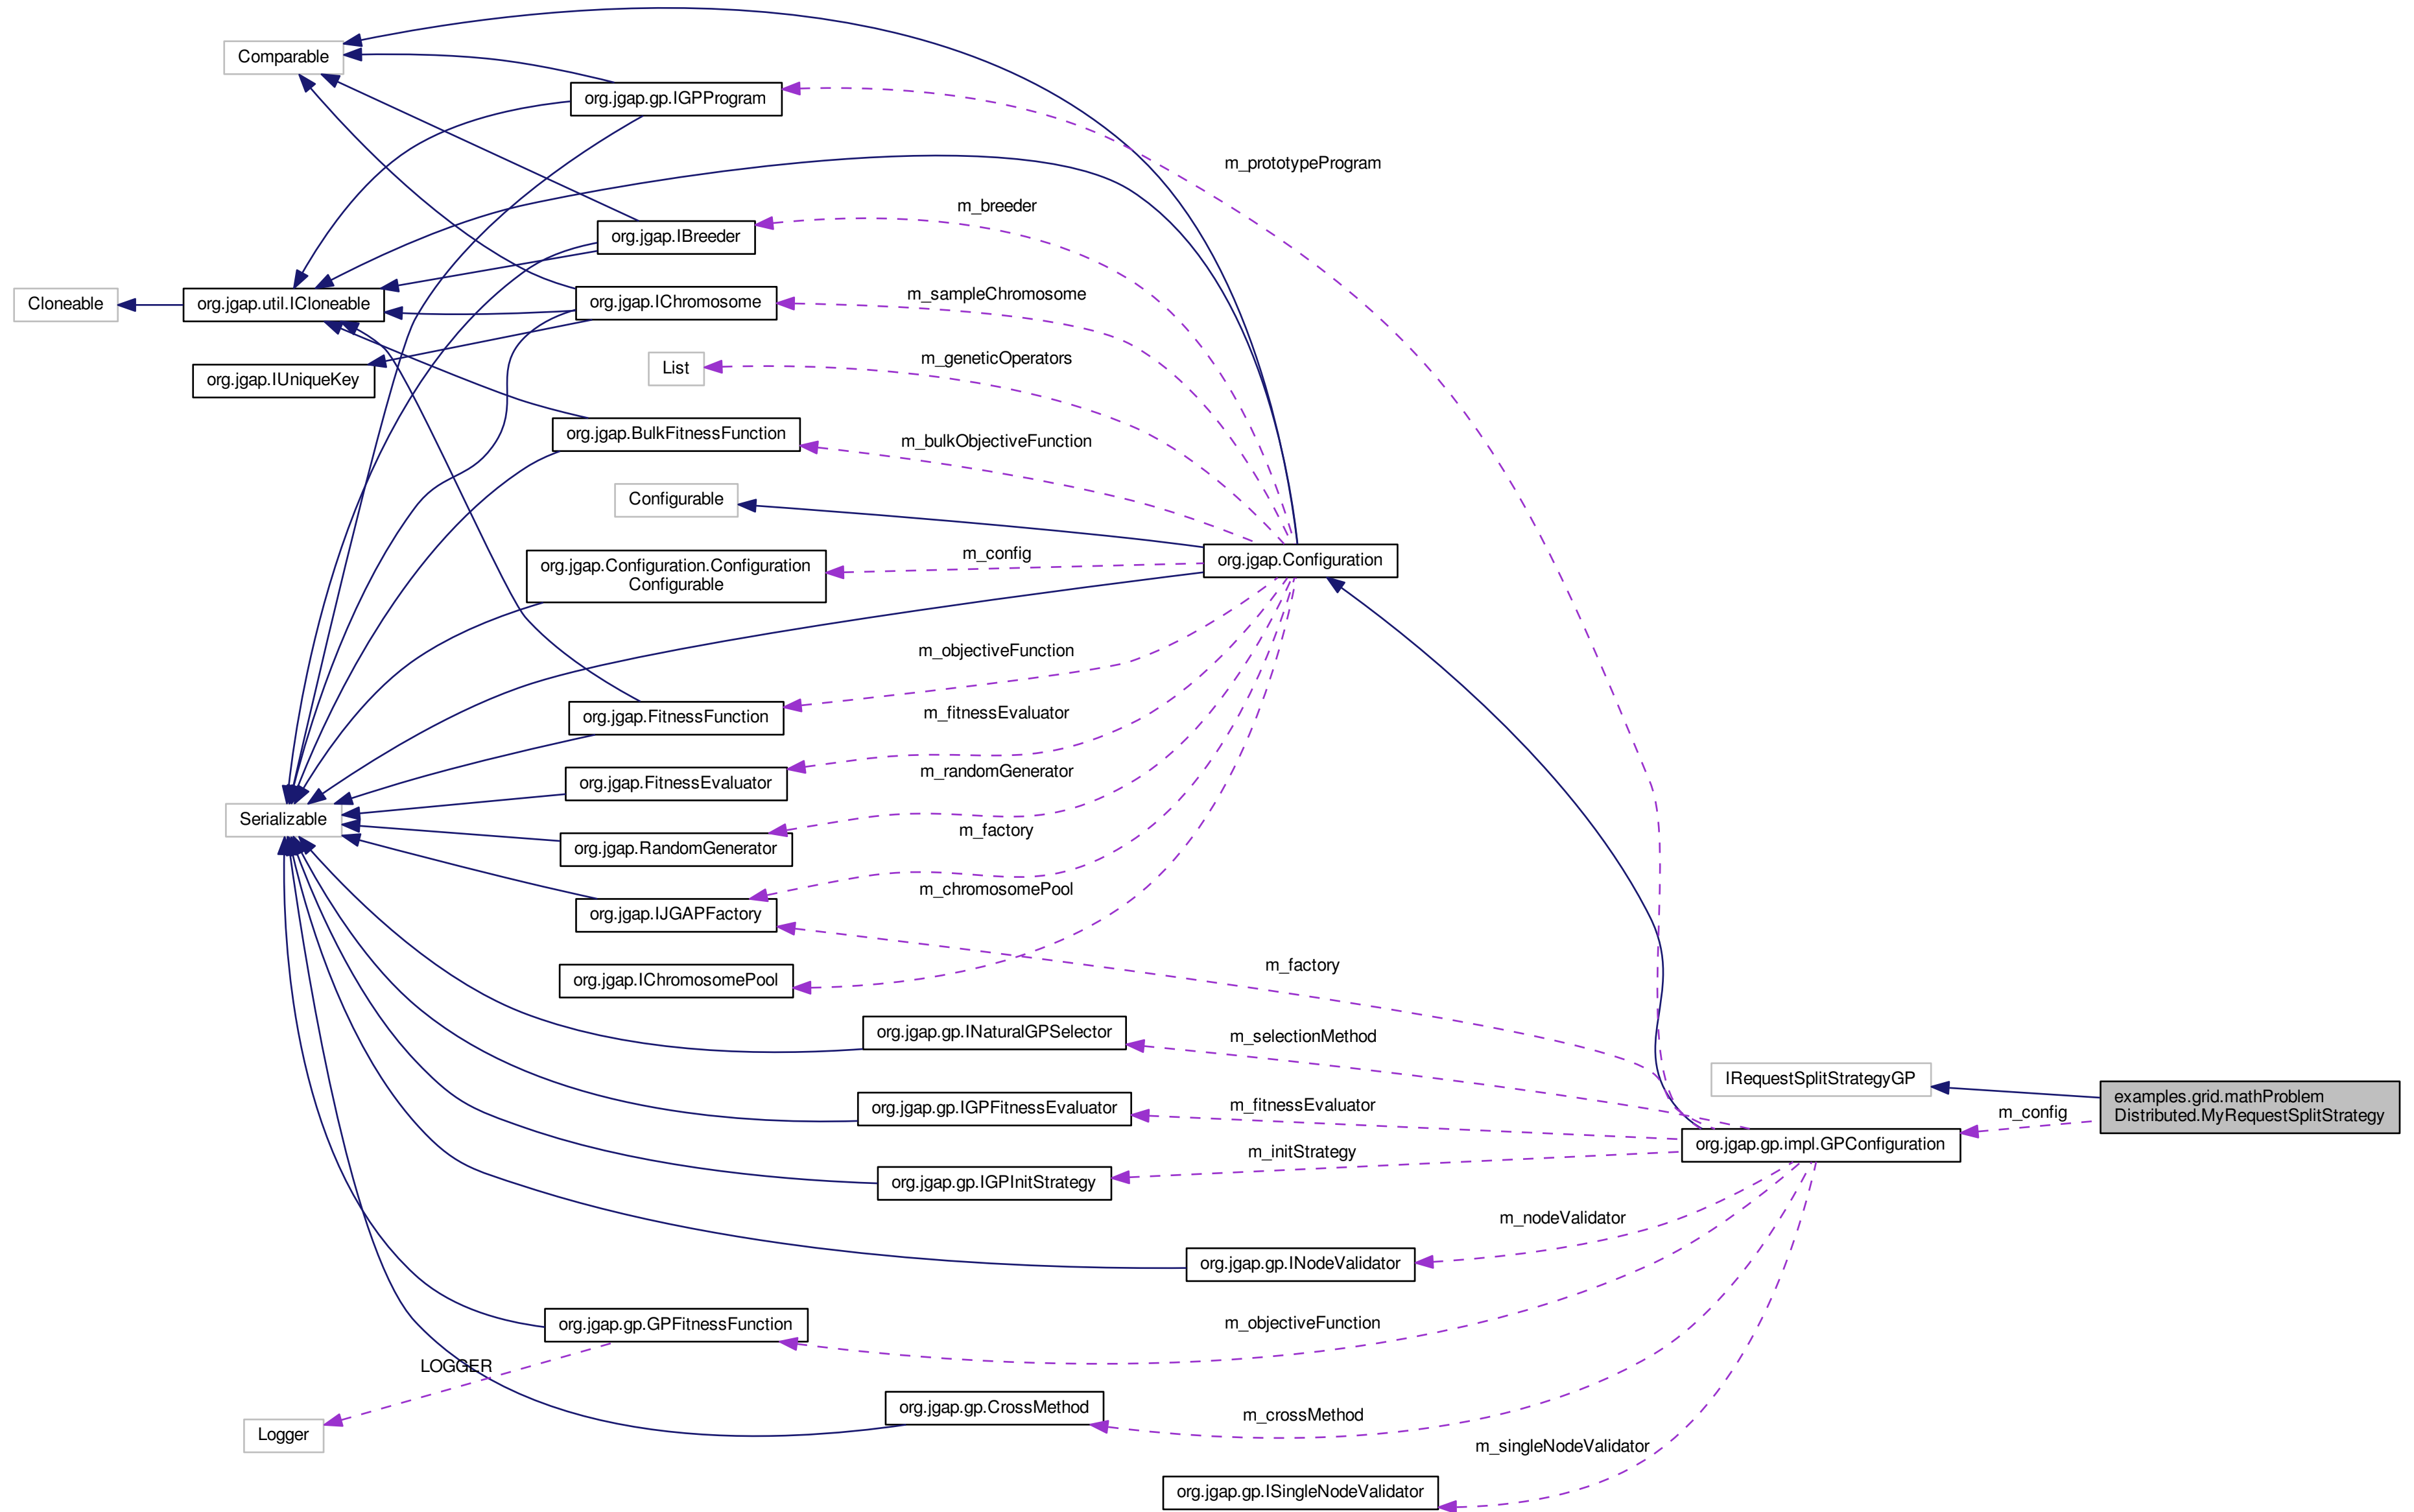 Comparable
org.jgap.gp.IGPProgram
m_prototypeProgram
m_breeder
org.jgap.IBreeder
m_sampleChromosome
Cloneable
org.jgap.util.ICloneable
org.jgap.IChromosome
m_geneticOperators
List
org.jgap.IUniqueKey
m_bulkObjectiveFunction
org.jgap.BulkFitnessFunction
Configurable
m_config
org.jgap.Configuration.Configuration
Configurable
org.jgap.Configuration
m_objectiveFunction
org.jgap.FitnessFunction
m_fitnessEvaluator
m_randomGenerator
org.jgap.FitnessEvaluator
Serializable
m_factory
org.jgap.RandomGenerator
m_chromosomePool
org.jgap.IJGAPFactory
m_factory
org.jgap.IChromosomePool
org.jgap.gp.INaturalGPSelector
m_selectionMethod
IRequestSplitStrategyGP
examples.grid.mathProblem
Distributed.MyRequestSplitStrategy
org.jgap.gp.IGPFitnessEvaluator
m_fitnessEvaluator
m_config
org.jgap.gp.impl.GPConfiguration
m_initStrategy
org.jgap.gp.IGPInitStrategy
m_nodeValidator
org.jgap.gp.INodeValidator
org.jgap.gp.GPFitnessFunction
m_objectiveFunction
LOGGER
org.jgap.gp.CrossMethod
m_crossMethod
Logger
m_singleNodeValidator
org.jgap.gp.ISingleNodeValidator